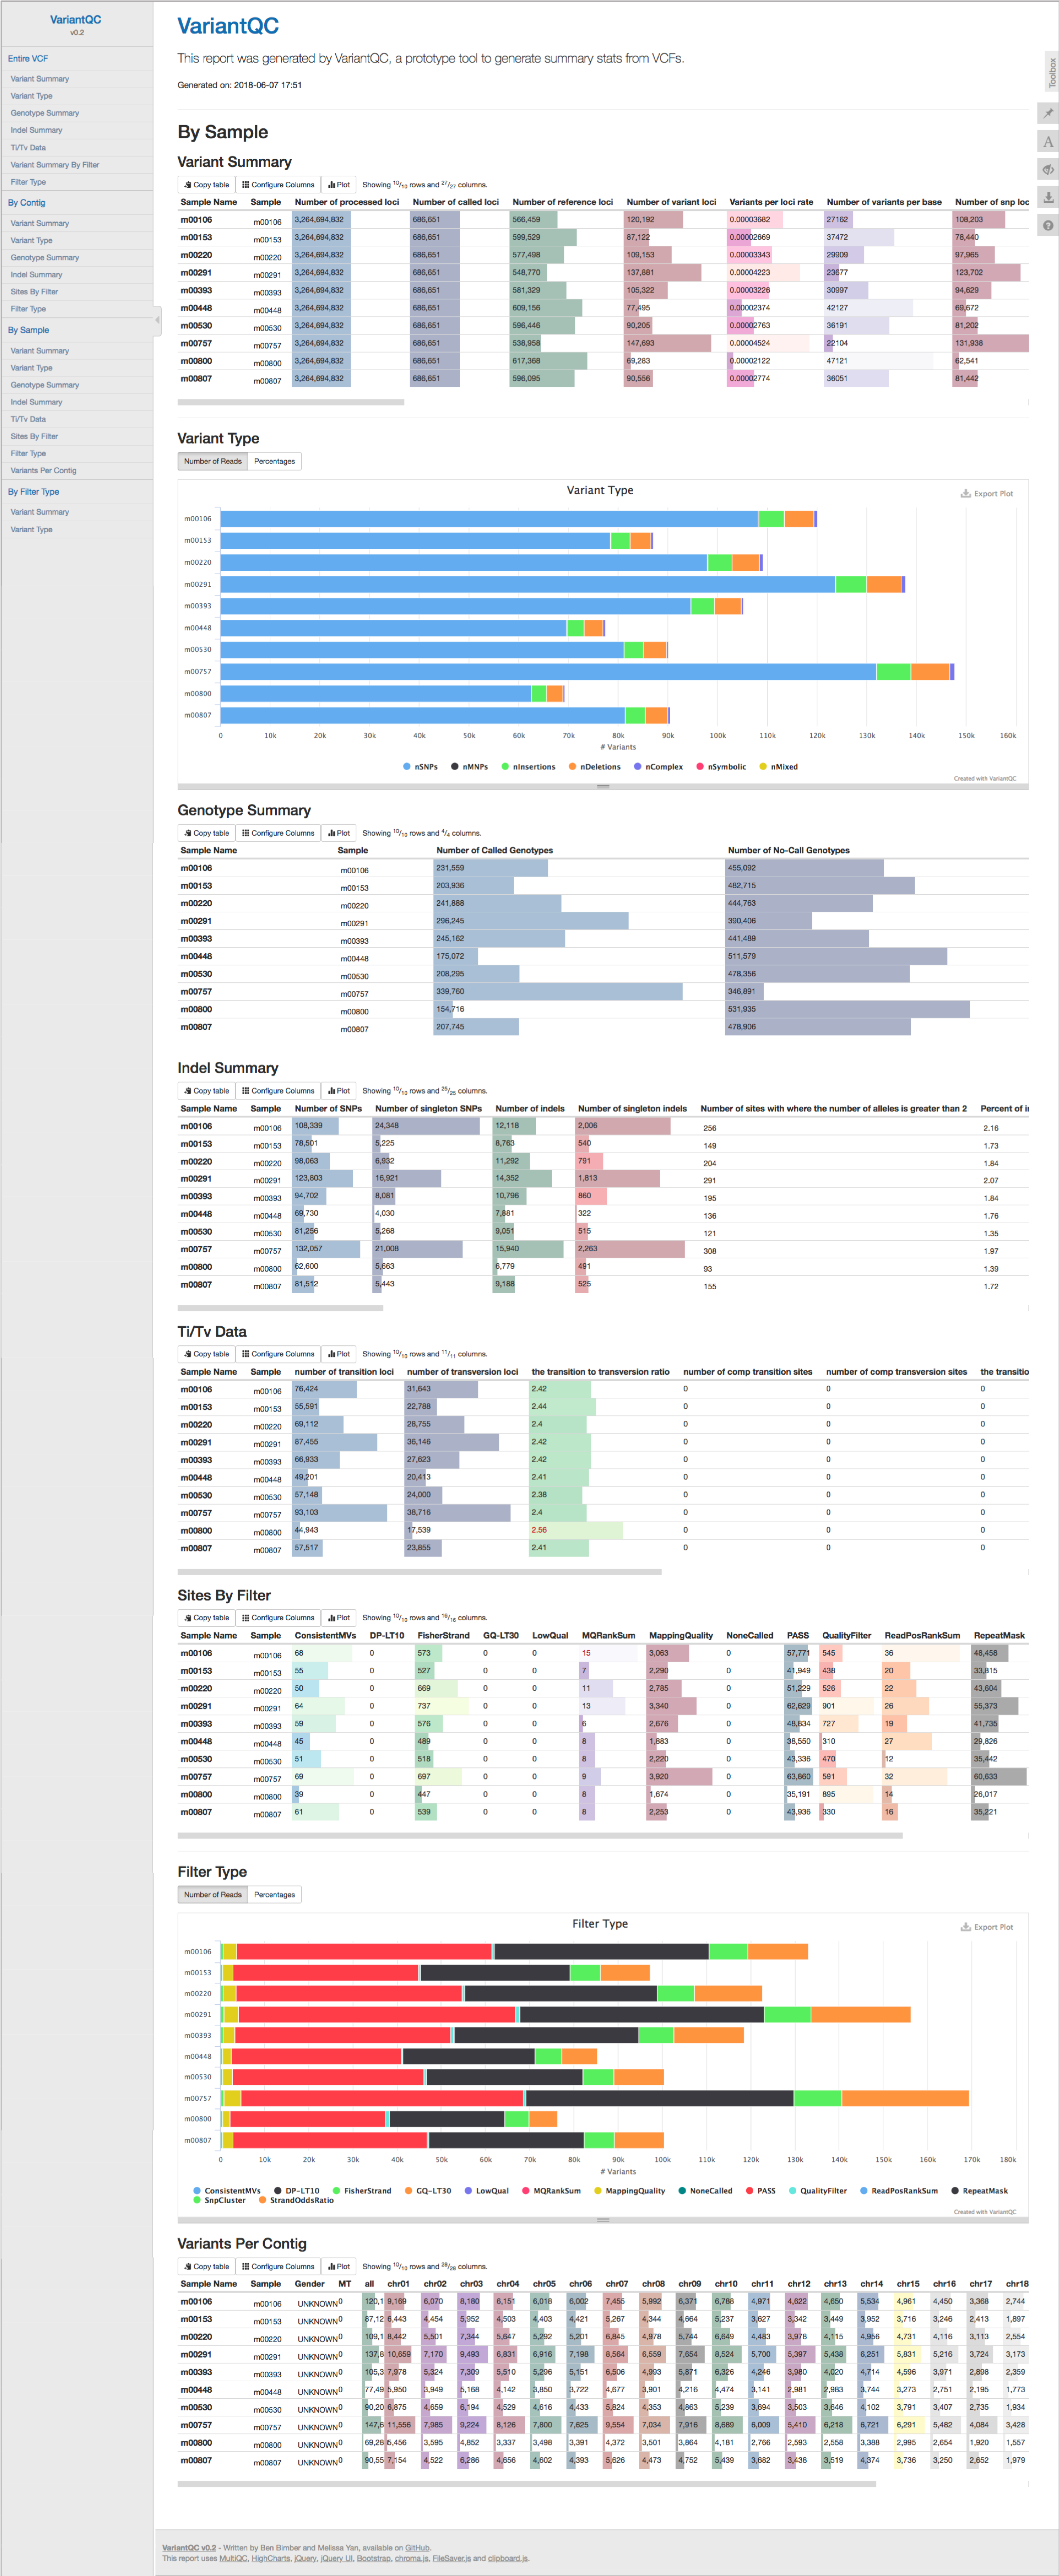 VariantQC
v0.2
Entire VCF
Variant Summary
Variant Type
Genotype Summary
Indel Summary
Ti/Tv Data
Variant Summary By Filter
Filter Type
By Contig
Variant Summary
Variant Type
Genotype Summary
Indel Summary
Sites By Filter
Filter Type
By Sample
Variant Summary
Variant Type
Genotype Summary
Indel Summary
Ti/Tv Data
Sites By Filter
Filter Type
Variants Per Contig
By Filter Type
Variant Summary
Variant Type
Toolbox
VariantQC
This report was generated by VariantQC, a prototype tool to generate summary stats from VCFs.
Generated on: 2018-06-07 17:51
By Sample
Variant Summary
Copy table Configure Columns Plot Showing 10/10 rows and 27/27 columns.
Sample Name Sample Number of processed loci Number of called loci Number of reference loci Number of variant loci Variants per loci rate Number of variants per base Number of snp loc
m00106 m00106 3,264,694,832 686,651 566,459 120,192 0.00003682 27162 108,203
m00153 m00153 3,264,694,832 686,651 599,529 87,122 0.00002669 37472 78,440
m00220 m00220 3,264,694,832 686,651 577,498 109,153 0.00003343 29909 97,965
m00291 m00291 3,264,694,832 686,651 548,770 137,881 0.00004223 23677 123,702
m00393 m00393 3,264,694,832 686,651 581,329 105,322 0.00003226 30997 94,629
m00448 m00448 3,264,694,832 686,651 609,156 77,495 0.00002374 42127 69,672
m00530 m00530 3,264,694,832 686,651 596,446 90,205 0.00002763 36191 81,202
m00757 m00757 3,264,694,832 686,651 538,958 147,693 0.00004524 22104 131,938
m00800 m00800 3,264,694,832 686,651 617,368 69,283 0.00002122 47121 62,541
m00807 m00807 3,264,694,832 686,651 596,095 90,556 0.00002774 36051 81,442
Variant Type
Number of Reads Percentages
Variant Type
Export Plot
m00106
m00153
m00220
m00291
m00393
m00448
m00530
m00757
m00800
m00807
0 10k 20k 30k 40k 50k 60k 70k 80k 90k 100k 110k 120k 130k 140k 150k 160k
# Variants
nSNPs nMNPs nInsertions nDeletions nComplex nSymbolic nMixed
Created with VariantQC
Genotype Summary
Copy table Configure Columns Plot Showing 10/10 rows and 4/4 columns.
Sample Name Sample Number of Called Genotypes Number of No-Call Genotypes
m00106 m00106 231,559 455,092
m00153 m00153 203,936 482,715
m00220 m00220 241,888 444,763
m00291 m00291 296,245 390,406
m00393 m00393 245,162 441,489
m00448 m00448 175,072 511,579
m00530 m00530 208,295 478,356
m00757 m00757 339,760 346,891
m00800 m00800 154,716 531,935
m00807 m00807 207,745 478,906
Indel Summary
Copy table Configure Columns Plot Showing 10/10 rows and 25/25 columns.
Sample Name Sample Number of SNPs Number of singleton SNPs Number of indels Number of singleton indels Number of sites with where the number of alleles is greater than 2 Percent of i
m00106 m00106 108,339 24,348 12,118 2,006 256 2.16
m00153 m00153 78,501 5,225 8,763 540 149 1.73
m00220 m00220 98,063 6,932 11,292 791 204 1.84
m00291 m00291 123,803 16,921 14,352 1,813 291 2.07
m00393 m00393 94,702 8,081 10,796 860 195 1.84
m00448 m00448 69,730 4,030 7,881 322 136 1.76
m00530 m00530 81,256 5,268 9,051 515 121 1.35
m00757 m00757 132,057 21,008 15,940 2,263 308 1.97
m00800 m00800 62,600 5,663 6,779 491 93 1.39
m00807 m00807 81,512 5,443 9,188 525 155 1.72
Ti/Tv Data
Copy table Configure Columns Plot Showing 10/10 rows and 11/11 columns.
Sample Name Sample number of transition loci number of transversion loci the transition to transversion ratio number of comp transition sites number of comp transversion sites the transitio
m00106 m00106 76,424 31,643 2.42 0 0 0
m00153 m00153 55,591 22,788 2.44 0 0 0
m00220 m00220 69,112 28,755 2.4 0 0 0
m00291 m00291 87,455 36,146 2.42 0 0 0
m00393 m00393 66,933 27,623 2.42 0 0 0
m00448 m00448 49,201 20,413 2.41 0 0 0
m00530 m00530 57,148 24,000 2.38 0 0 0
m00757 m00757 93,103 38,716 2.4 0 0 0
m00800 m00800 44,943 17,539 2.56 0 0 0
m00807 m00807 57,517 23,855 2.41 0 0 0
Sites By Filter
Copy table Configure Columns Plot Showing 10/10 rows and 16/16 columns.
Sample Name Sample ConsistentMVs DP-LT10 FisherStrand GQ-LT30 LowQual MQRankSum MappingQuality NoneCalled PASS QualityFilter ReadPosRankSum RepeatMask
m00106 m00106 68 0 573 0 0 15 3,063 0 57,771 545 36 48,458
m00153 m00153 55 0 527 0 0 7 2,290 0 41,949 438 20 33,815
m00220 m00220 50 0 669 0 0 11 2,785 0 51,229 526 22 43,604
m00291 m00291 64 0 737 0 0 13 3,340 0 62,629 901 26 55,373
m00393 m00393 59 0 576 0 0 6 2,676 0 48,834 727 19 41,735
m00448 m00448 45 0 489 0 0 8 1,883 0 38,550 310 27 29,826
m00530 m00530 51 0 518 0 0 8 2,220 0 43,336 470 12 35,442
m00757 m00757 69 0 697 0 0 9 3,920 0 63,860 591 32 60,633
m00800 m00800 39 0 447 0 0 8 1,674 0 35,191 895 14 26,017
m00807 m00807 61 0 539 0 0 8 2,253 0 43,936 330 16 35,221
Filter Type
Number of Reads Percentages
Filter Type
Export Plot
m00106
m00153
m00220
m00291
m00393
m00448
m00530
m00757
m00800
m00807
0 10k 20k 30k 40k 50k 60k 70k 80k 90k 100k 110k 120k 130k 140k 150k 160k 170k 180k
# Variants
ConsistentMVs DP-LT10 FisherStrand GQ-LT30 LowQual MQRankSum MappingQuality NoneCalled PASS QualityFilter ReadPosRankSum RepeatMask
SnpCluster StrandOddsRatio
Created with VariantQC
Variants Per Contig
Copy table Configure Columns Plot Showing 10/10 rows and 28/28 columns.
Sample Name Sample Gender MT all chr01 chr02 chr03 chr04 chr05 chr06 chr07 chr08 chr09 chr10 chr11 chr12 chr13 chr14 chr15 chr16 chr17 chr18
m00106 m00106 UNKNOWN 0 120,1 9,169 6,070 8,180 6,151 6,018 6,002 7,455 5,992 6,371 6,788 4,971 4,622 4,650 5,534 4,961 4,450 3,368 2,744
m00153 m00153 UNKNOWN 0 87,12 6,443 4,454 5,952 4,503 4,403 4,421 5,267 4,344 4,664 5,237 3,627 3,342 3,449 3,952 3,716 3,246 2,413 1,897
m00220 m00220 UNKNOWN 0 109,1 8,442 5,501 7,344 5,647 5,292 5,201 6,845 4,978 5,744 6,649 4,483 3,978 4,115 4,956 4,731 4,116 3,113 2,554
m00291 m00291 UNKNOWN 0 137,8 10,659 7,170 9,493 6,831 6,916 7,198 8,564 6,559 7,654 8,524 5,700 5,397 5,438 6,251 5,831 5,216 3,724 3,173
m00393 m00393 UNKNOWN 0 105,3 7,978 5,324 7,309 5,510 5,296 5,151 6,506 4,993 5,871 6,326 4,246 3,980 4,020 4,714 4,596 3,971 2,898 2,359
m00448 m00448 UNKNOWN 0 77,49 5,950 3,949 5,168 4,142 3,850 3,722 4,677 3,901 4,216 4,474 3,141 2,981 2,983 3,744 3,273 2,751 2,195 1,773
m00530 m00530 UNKNOWN 0 90,20 6,875 4,659 6,194 4,529 4,616 4,433 5,824 4,353 4,863 5,239 3,694 3,503 3,646 4,102 3,791 3,407 2,735 1,934
m00757 m00757 UNKNOWN 0 147,6 11,556 7,985 9,224 8,126 7,800 7,625 9,554 7,034 7,916 8,689 6,009 5,410 6,218 6,721 6,291 5,482 4,084 3,428
m00800 m00800 UNKNOWN 0 69,28 5,456 3,595 4,852 3,337 3,498 3,391 4,372 3,501 3,864 4,181 2,766 2,593 2,558 3,388 2,995 2,654 1,920 1,557
m00807 m00807 UNKNOWN 0 90,55 7,154 4,522 6,286 4,656 4,602 4,393 5,626 4,473 4,752 5,439 3,682 3,438 3,519 4,374 3,736 3,250 2,652 1,979
VariantQC v0.2 - Written by Ben Bimber and Melissa Yan, available on GitHub.
This report uses MultiQC, HighCharts, jQuery, jQuery UI, Bootstrap, chroma.js, FileSaver.js and clipboard.js.